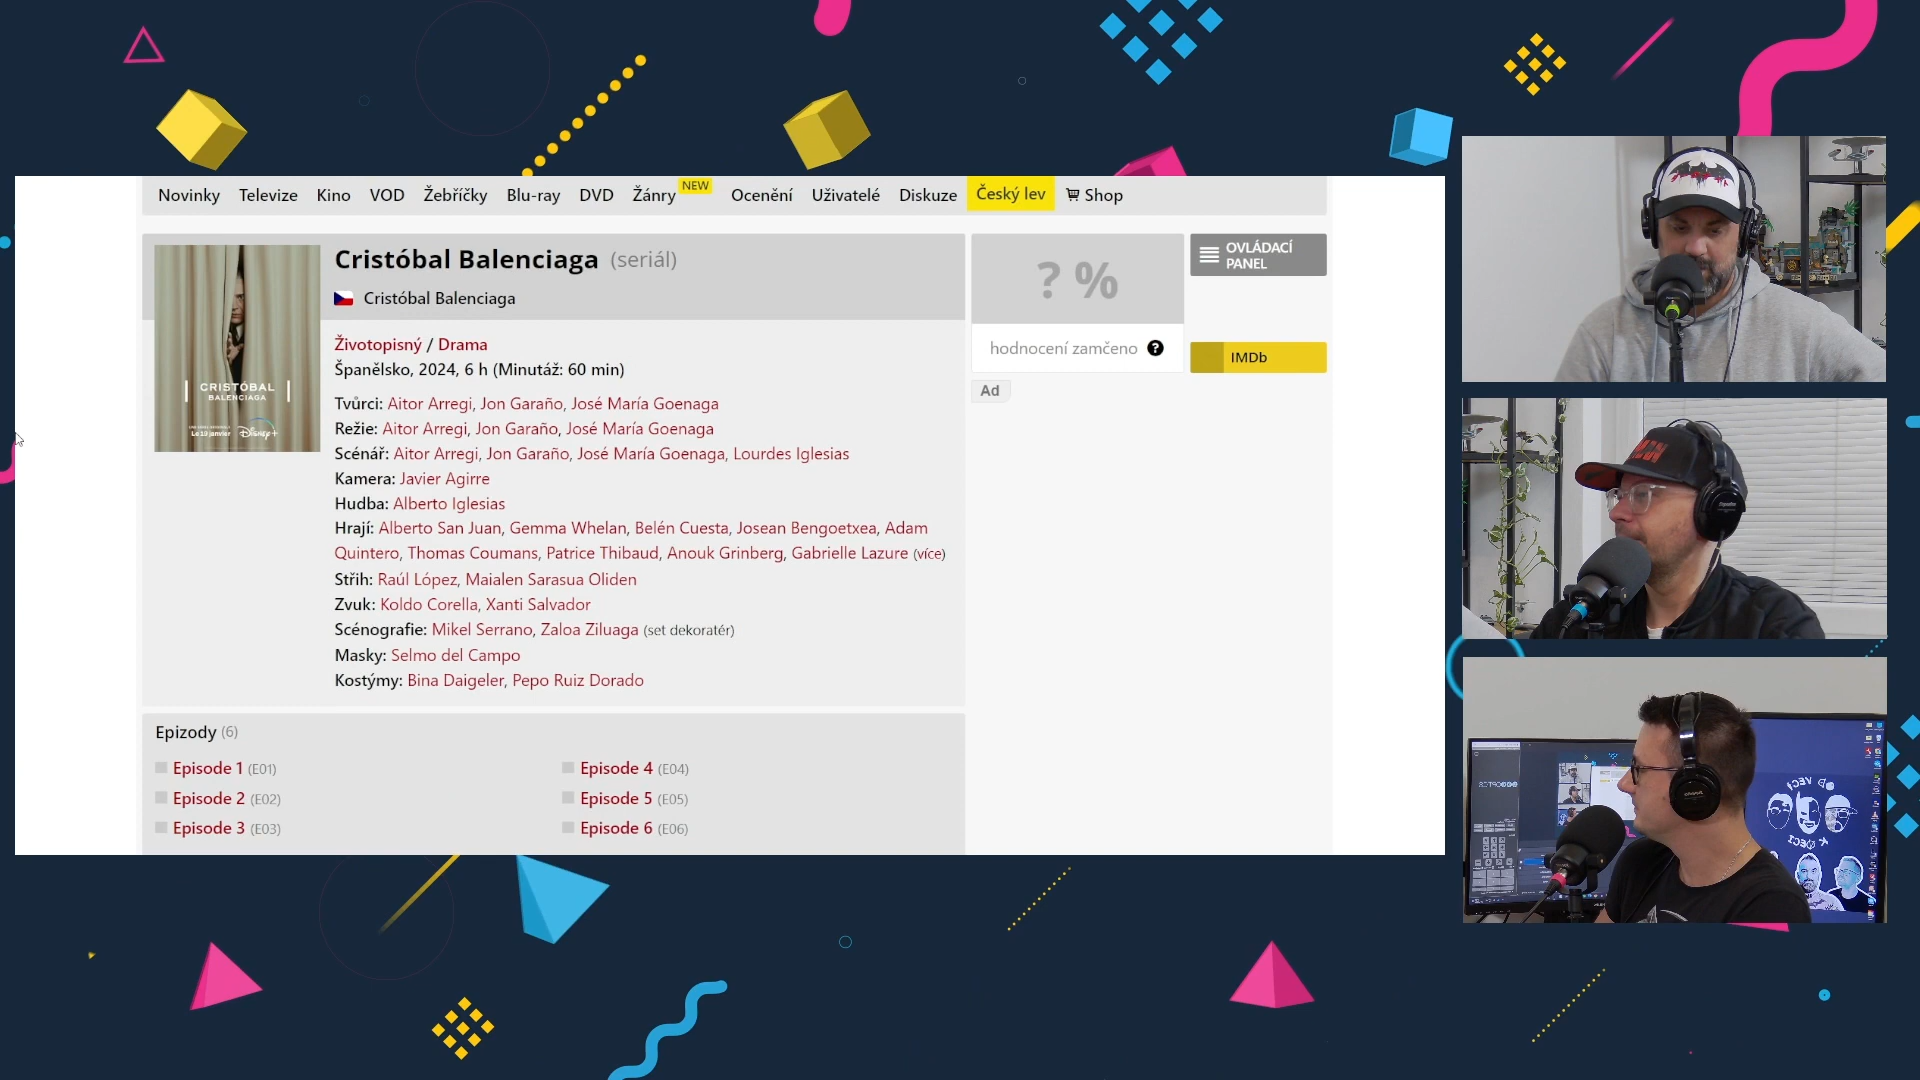 Novinky Televize Kino VOD Žebříčky Blu-ray DVD Žánry NEW Ocenění Uživatelé Diskuze Český lev Shop
Cristóbal Balenciaga (seriál)
Cristóbal Balenciaga
Životopisný / Drama
Španělsko, 2024, 6 h (Minutáž: 60 min)
Tvůrci: Aitor Arregi, Jon Garaño, José María Goenaga
Režie: Aitor Arregi, Jon Garaño, José María Goenaga
Scénář: Aitor Arregi, Jon Garaño, José María Goenaga, Lourdes Iglesias
Kamera: Javier Agirre
Hudba: Alberto Iglesias
Hrají: Alberto San Juan, Gemma Whelan, Belén Cuesta, Josean Bengoetxea, Adam
Quintero, Thomas Coumans, Patrice Thibaud, Anouk Grinberg, Gabrielle Lazure (více)
Střih: Raúl López, Maialen Sarasua Oliden
Zvuk: Koldo Corella, Xanti Salvador
Scénografie: Mikel Serrano, Zaloa Ziluaga (set dekoratér)
Masky: Selmo del Campo
Kostýmy: Bina Daigeler, Pepo Ruiz Dorado
CRISTÓBAL
BALENCIAGA
Le 19 janvier
Disney+
? %
hodnocení zamčeno ?
Ad
OVLÁDACÍ
PANEL
IMDb
Epizody (6)
Episode 1 (E01)
Episode 2 (E02)
Episode 3 (E03)
Episode 4 (E04)
Episode 5 (E05)
Episode 6 (E06)